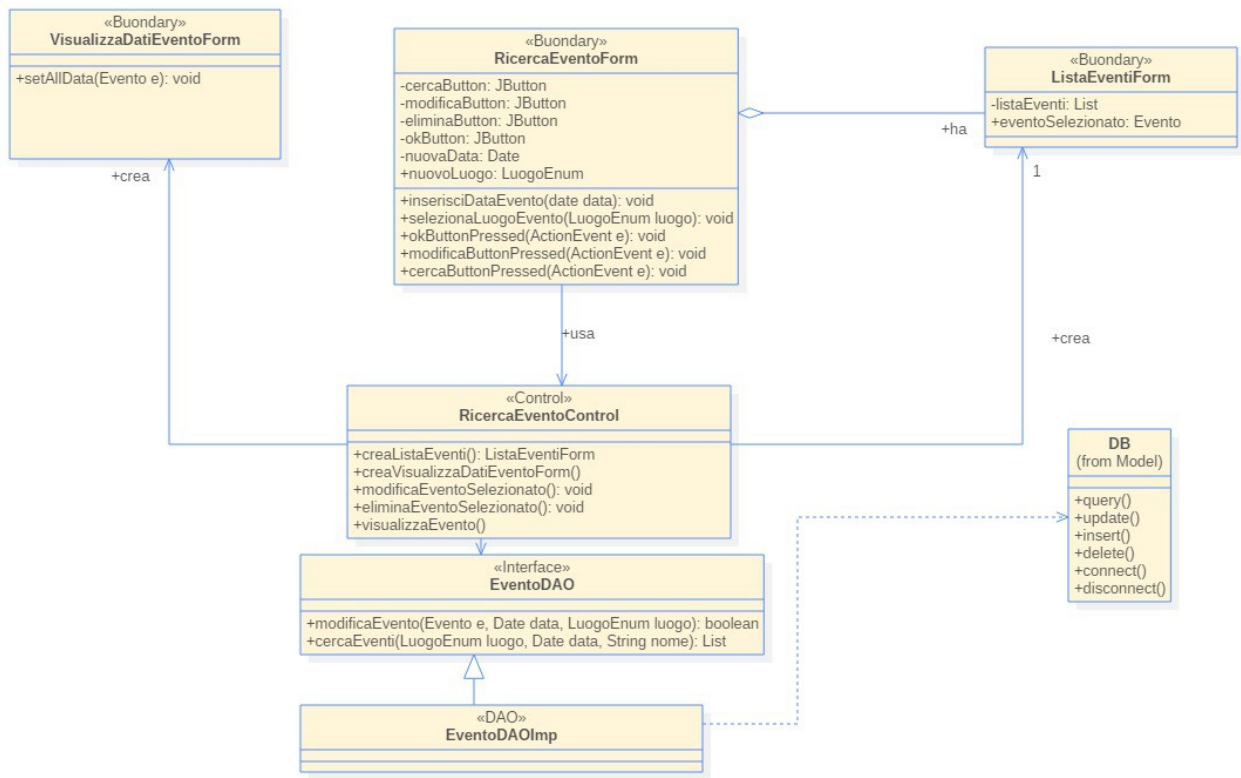 «Buondary»
VisualizzaDatiEventoForm
+setAllData(Evento e): void
«Buondary»
RicercaEventoForm
-cercaButton: JButton
-modificaButton: JButton
-eliminaButton: JButton
-okButton: JButton
-nuovaData: Date
+nuovoLuogo: LuogoEnum
+inserisciDataEvento(date data): void
+selezionaLuogoEvento(LuogoEnum luogo): void
+okButtonPressed(ActionEvent e): void
+modificaButtonPressed(ActionEvent e): void
+cercaButtonPressed(ActionEvent e): void
«Buondary»
ListaEventiForm
-listaEventi: List
+eventoSelezionato: Evento
+ha
+crea
1
+usa
+crea
«Control»
RicercaEventoControl
+creaListaEventi(): ListaEventiForm
+creaVisualizzaDatiEventoForm()
+modificaEventoSelezionato(): void
+eliminaEventoSelezionato(): void
+visualizzaEvento()
DB
(from Model)
+query()
+update()
+insert()
+delete()
+connect()
+disconnect()
«Interface»
EventoDAO
+modificaEvento(Evento e, Date data, LuogoEnum luogo): boolean
+cercaEventi(LuogoEnum luogo, Date data, String nome): List
«DAO»
EventoDAOImp